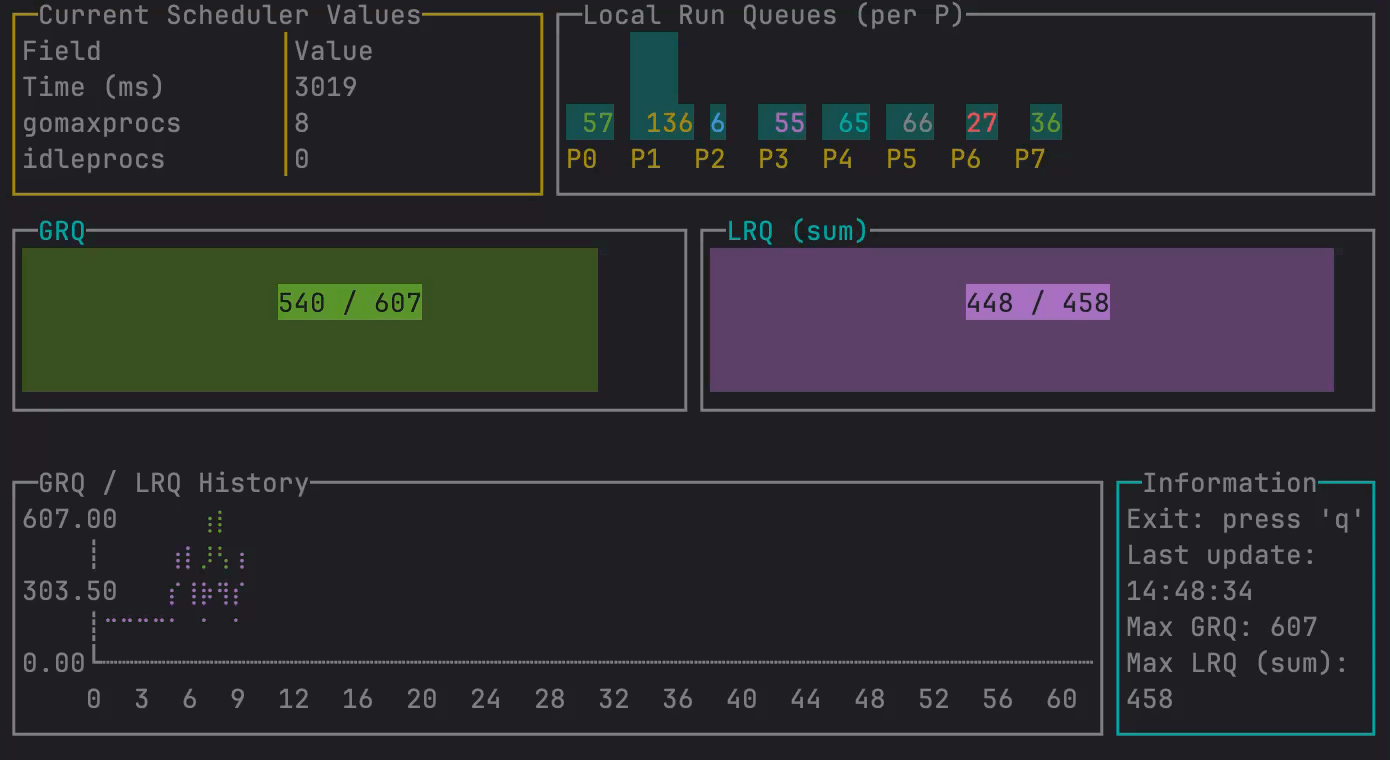 Current Scheduler Values
Field Value
Time (ms) 3019
gomaxprocs 8
idleprocs 0
Local Run Queues (per P)
57 136 6 55 65 66 27 36
P0 P1 P2 P3 P4 P5 P6 P7
GRQ
540 / 607
LRQ (sum)
448 / 458
GRQ / LRQ History
607.00
303.50
0.00
0 3 6 9 12 16 20 24 28 32 36 40 44 48 52 56 60
Information
Exit: press 'q'
Last update:
14:48:34
Max GRQ: 607
Max LRQ (sum):
458